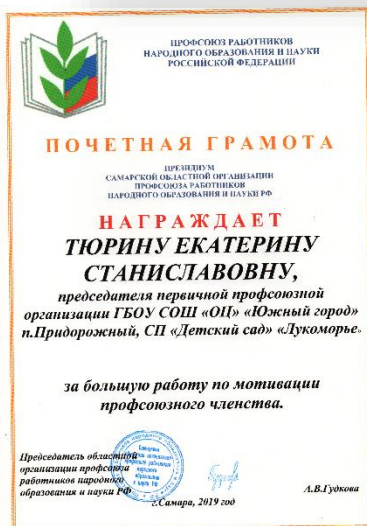 ПРОФСОЮЗ РАБОТНИКОВ
НАРОДНОГО ОБРАЗОВАНИЯ И НАУКИ
РОССИЙСКОЙ ФЕДЕРАЦИИ
ПОЧЕТНАЯ ГРАМОТА
ПРЕЗИДИУМ
САМАРСКОЙ ОБЛАСТНОЙ ОРГАНИЗАЦИИ
ПРОФСОЮЗА РАБОТНИКОВ
НАРОДНОГО ОБРАЗОВАНИЯ И НАУКИ РФ
НАГРАЖДАЕТ
ТЮРИНУ ЕКАТЕРИНУ
СТАНИСЛАВОВНУ,
председателя первичной профсоюзной
организации ГБОУ СОШ «ОЦ» «Южный город»
п.Придорожный, СП «Детский сад» «Лукоморье»
за большую работу по мотивации
профсоюзного членства.
Председатель областной
организации профсоюза
работников народного
образования и науки РФ
А.В.Гудкова
г.Самара, 2019 год